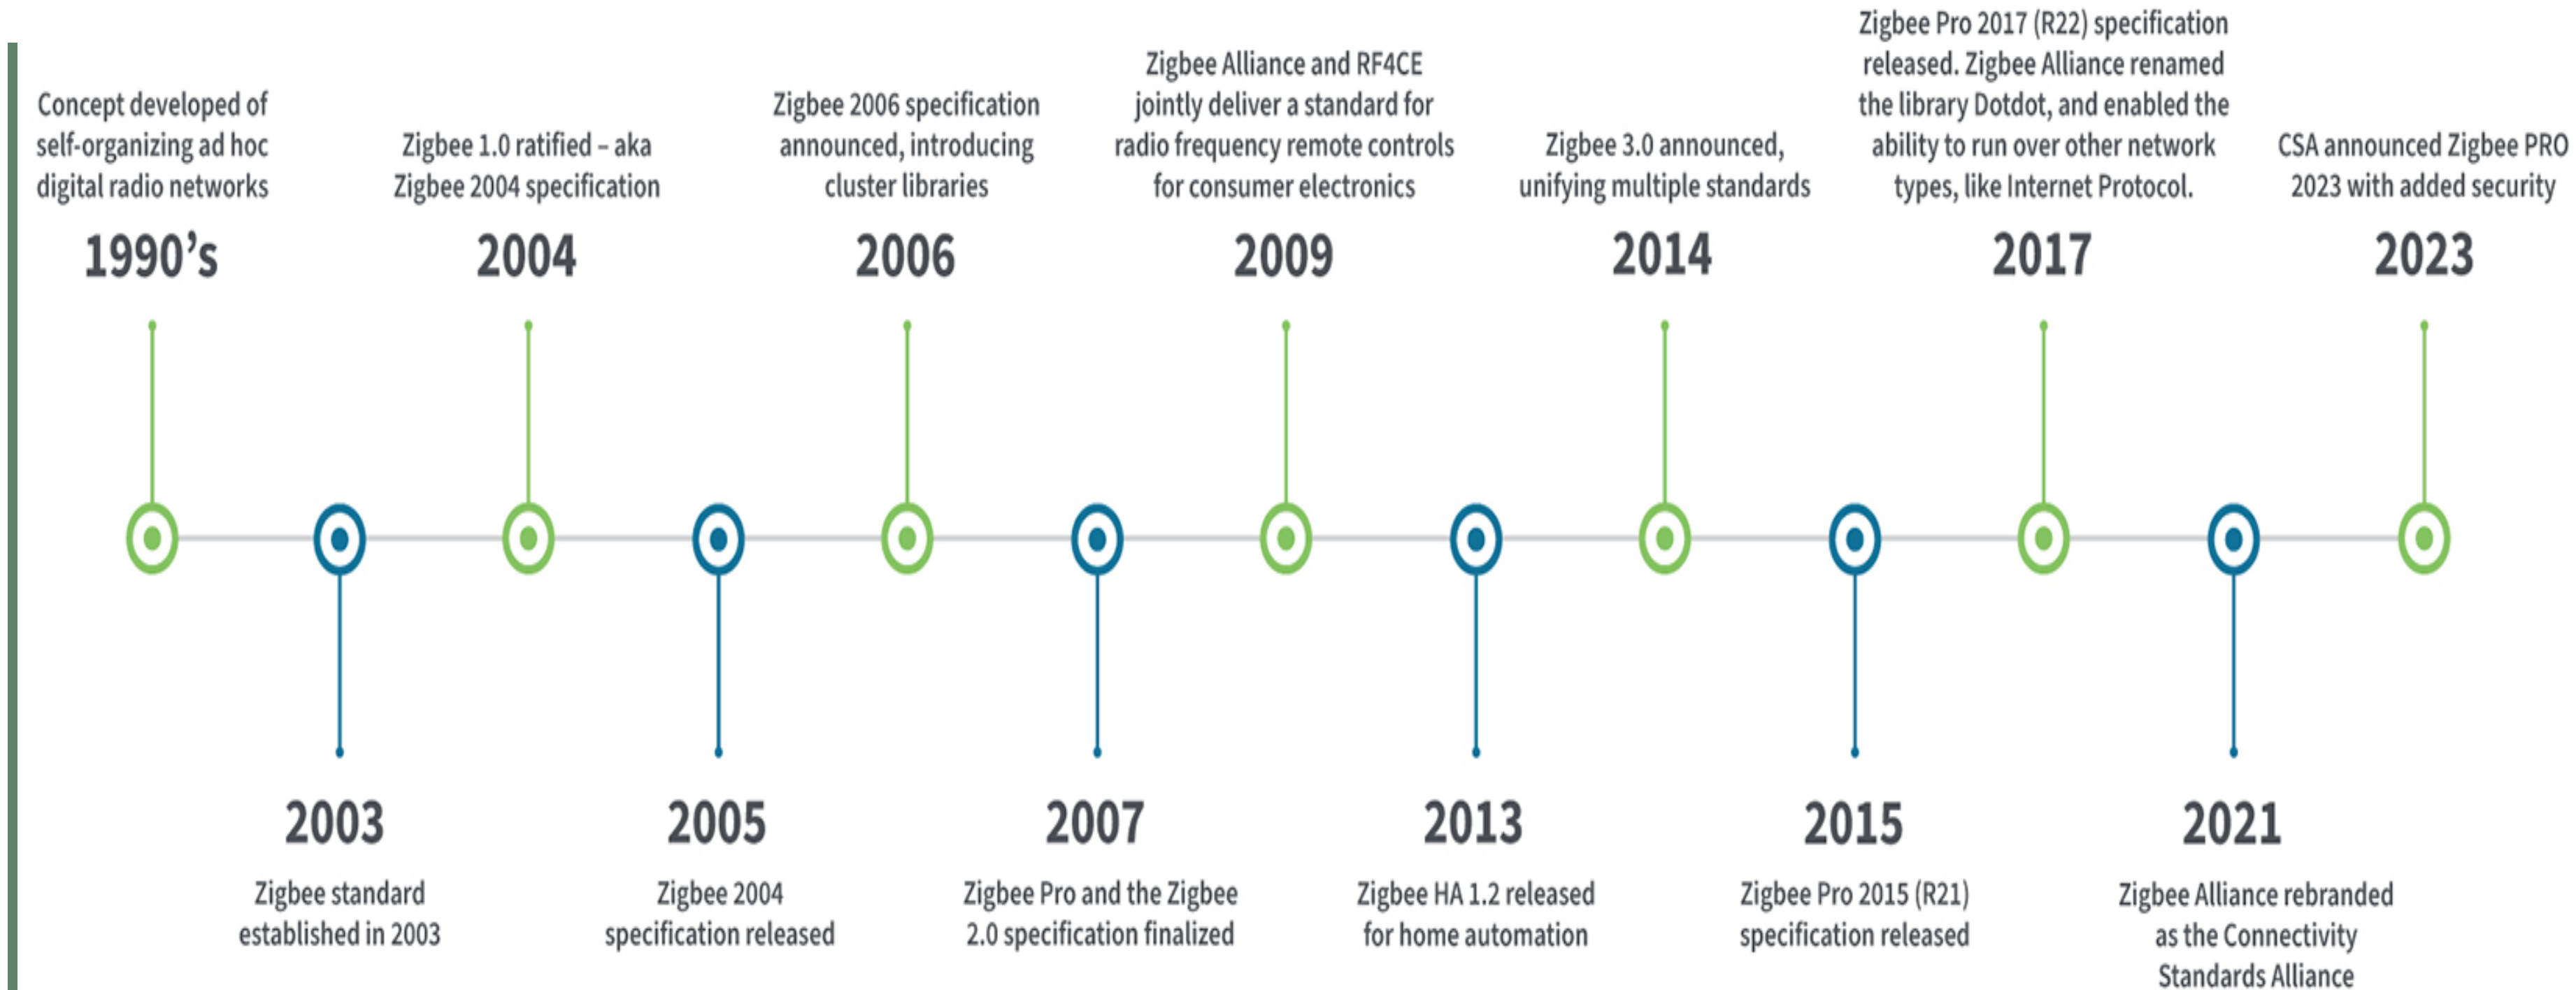 Concept developed of
self-organizing ad hoc
digital radio networks
1990’s
Zigbee standard
established in 2003
2003
Zigbee 1.0 ratified – aka
Zigbee 2004 specification
2004
2005
Zigbee 2004
specification released
Zigbee 2006 specification
announced, introducing
cluster libraries
2006
2007
Zigbee Pro and the Zigbee
2.0 specification finalized
Zigbee Alliance and RF4CE
jointly deliver a standard for
radio frequency remote controls
for consumer electronics
2009
2013
Zigbee HA 1.2 released
for home automation
Zigbee 3.0 announced,
unifying multiple standards
2014
2015
Zigbee Pro 2015 (R21)
specification released
Zigbee Pro 2017 (R22) specification
released. Zigbee Alliance renamed
the library Dotdot, and enabled the
ability to run over other network
types, like Internet Protocol.
2017
2021
Zigbee Alliance rebranded
as the Connectivity
Standards Alliance
CSA announced Zigbee PRO
2023 with added security
2023